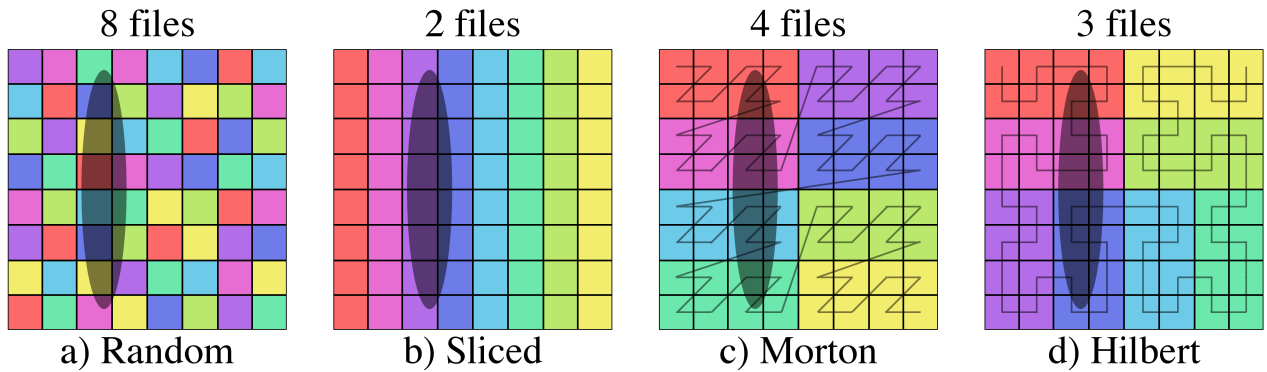 8 files
2 files
4 files
3 files
a) Random
b) Sliced
c) Morton
d) Hilbert